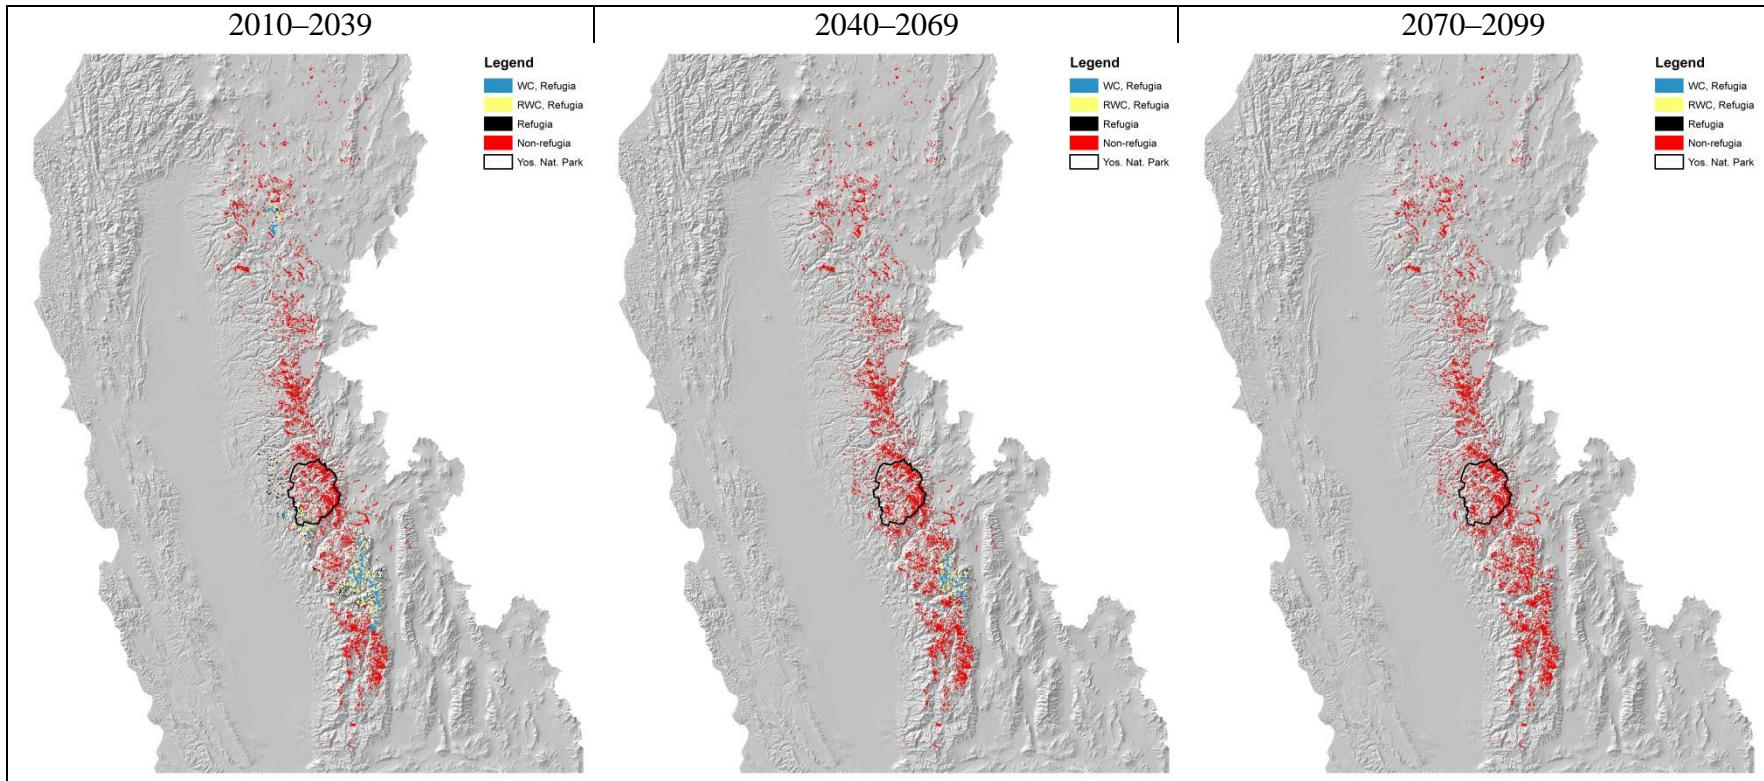 2010–2039
2040–2069
2070–2099
Legend
WC, Refugia
RWC, Refugia
Refugia
Non-refugia
Yos. Nat. Park
Legend
WC, Refugia
RWC, Refugia
Refugia
Non-refugia
Yos. Nat. Park
Legend
WC, Refugia
RWC, Refugia
Refugia
Non-refugia
Yos. Nat. Park